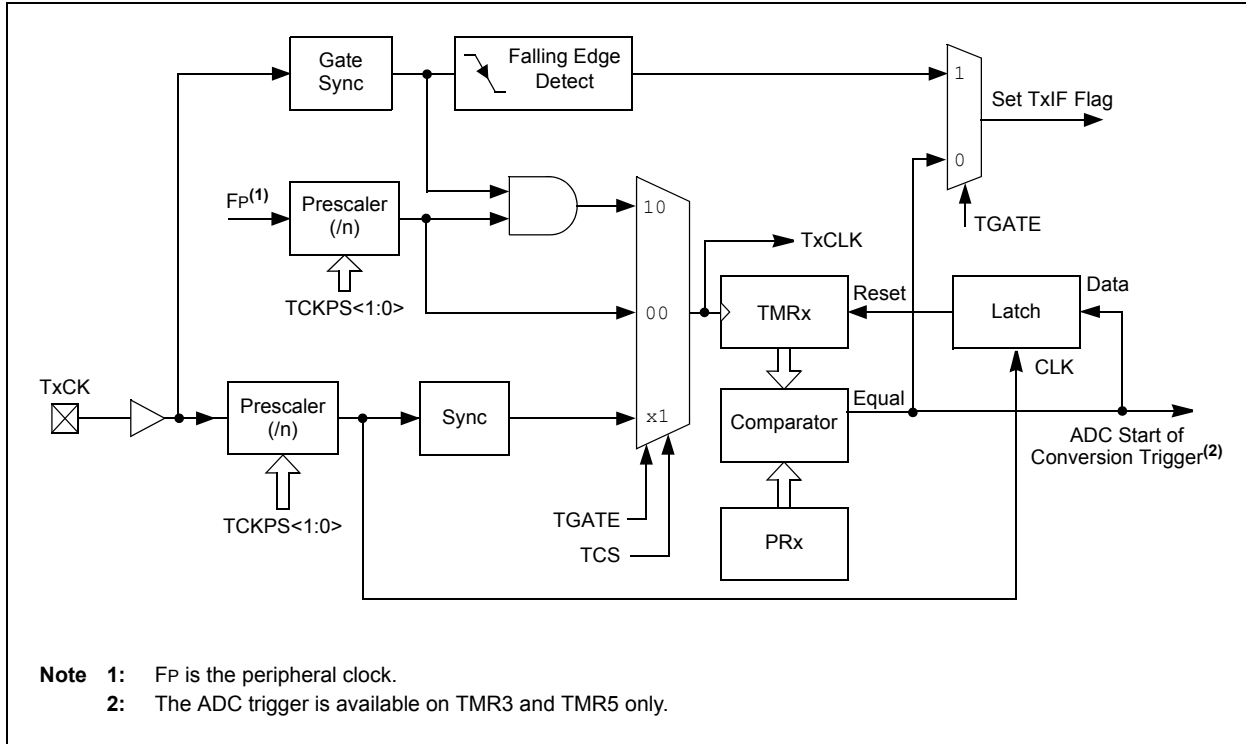 Gate
Sync
Falling Edge
Detect
1
Set TxIF Flag
0
TGATE
FP(1)
Prescaler
(/n)
TCKPS<1:0>
10
00
x1
TxCLK
TMRx
Reset
Latch
Data
CLK
TxCK
Prescaler
(/n)
TCKPS<1:0>
Sync
Comparator
Equal
ADC Start of
Conversion Trigger(2)
TGATE
TCS
PRx
Note 1: FP is the peripheral clock.
2: The ADC trigger is available on TMR3 and TMR5 only.